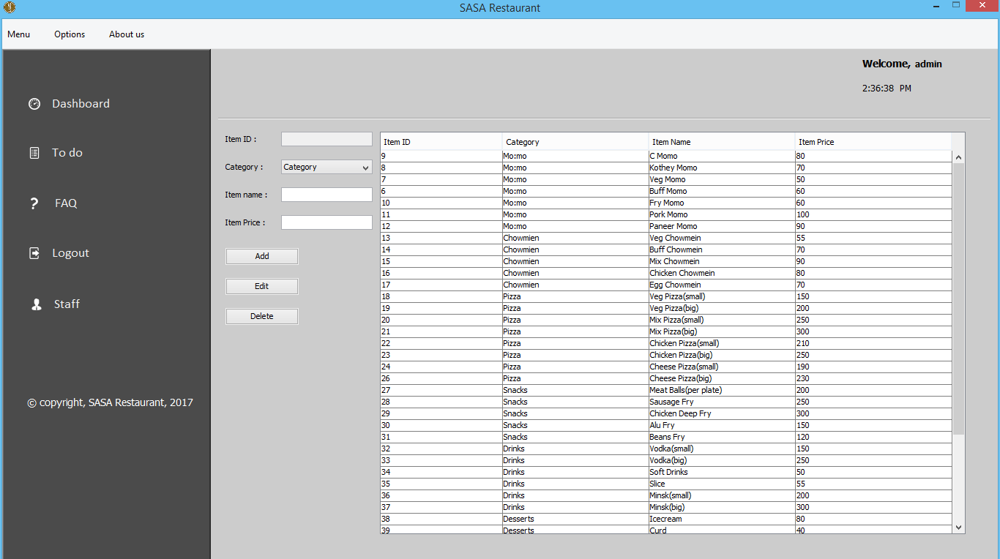 SASA Restaurant
Menu Options About us
Welcome, admin
2:36:38 PM
Dashboard
To do
? FAQ
Logout
Staff
© copyright, SASA Restaurant, 2017
Item ID :
Category : Category
Item name :
Item Price :
Add
Edit
Delete
Item ID Category Item Name Item Price
9 Mo:mo C Momo 80
8 Mo:mo Kothey Momo 70
7 Mo:mo Veg Momo 50
6 Mo:mo Buff Momo 60
10 Mo:mo Fry Momo 60
11 Mo:mo Pork Momo 100
12 Mo:mo Paneer Momo 90
13 Chowmien Veg Chowmein 55
14 Chowmien Buff Chowmein 70
15 Chowmien Mix Chowmein 90
16 Chowmien Chicken Chowmein 80
17 Chowmien Egg Chowmein 70
18 Pizza Veg Pizza(small) 150
19 Pizza Veg Pizza(big) 200
20 Pizza Mix Pizza(small) 250
21 Pizza Mix Pizza(big) 300
22 Pizza Chicken Pizza(small) 210
23 Pizza Chicken Pizza(big) 250
24 Pizza Cheese Pizza(small) 190
26 Pizza Cheese Pizza(big) 230
27 Snacks Meat Balls(per plate) 200
28 Snacks Sausage Fry 250
29 Snacks Chicken Deep Fry 300
30 Snacks Alu Fry 150
31 Snacks Beans Fry 120
32 Drinks Vodka(small) 150
33 Drinks Vodka(big) 250
34 Drinks Soft Drinks 50
35 Drinks Slice 55
36 Drinks Minsk(small) 200
37 Drinks Minsk(big) 300
38 Desserts Icecream 80
39 Desserts Curd 40